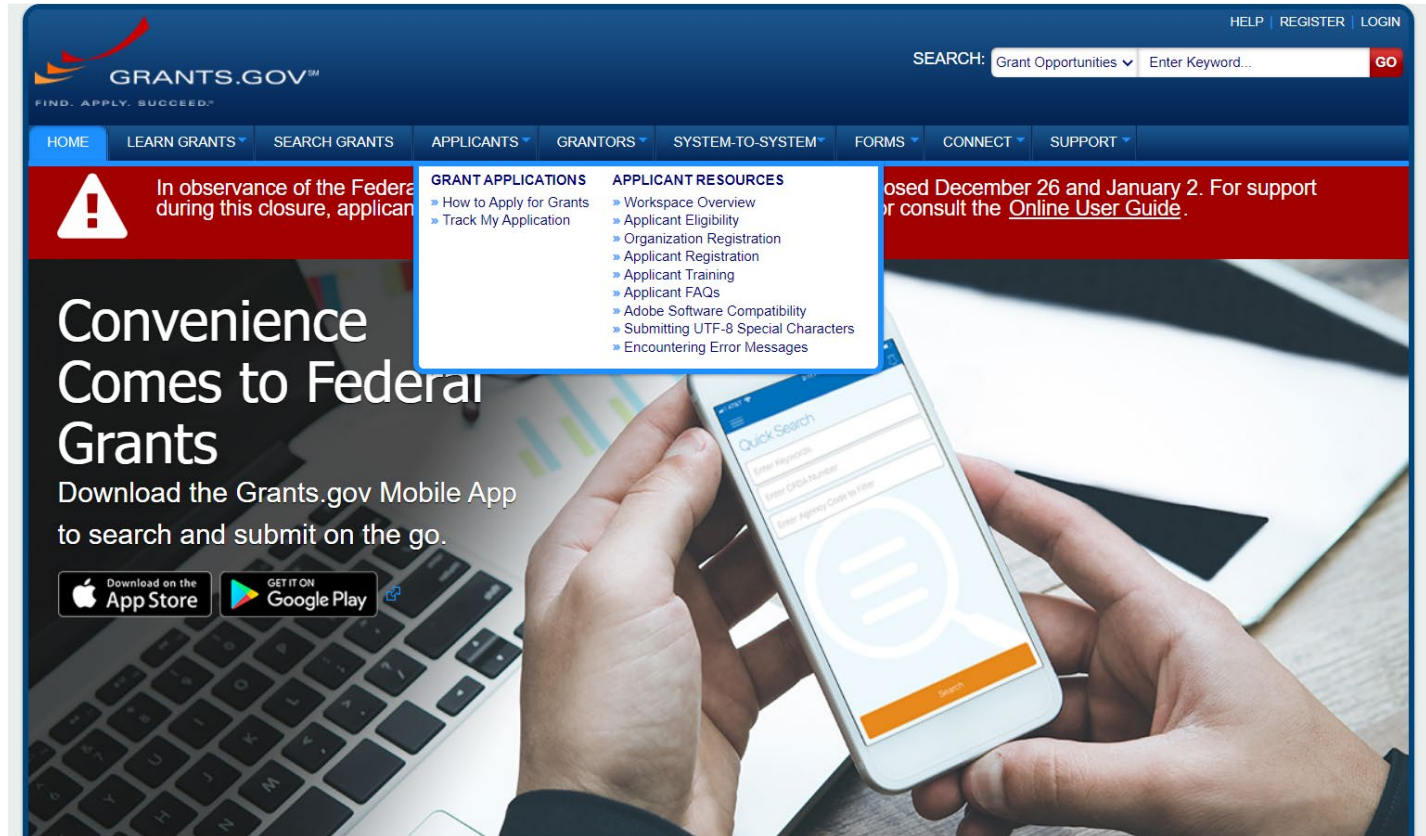 HELP | REGISTER | LOGIN
GRANTS.GOV℠
FIND. APPLY. SUCCEED.℠
SEARCH: Grant Opportunities Enter Keyword... GO
HOME LEARN GRANTS SEARCH GRANTS APPLICANTS GRANTORS SYSTEM-TO-SYSTEM FORMS CONNECT SUPPORT
In observance of the Federa
osed December 26 and January 2. For support
during this closure, applican
or consult the Online User Guide.
GRANT APPLICATIONS
» How to Apply for Grants
» Track My Application
APPLICANT RESOURCES
» Workspace Overview
» Applicant Eligibility
» Organization Registration
» Applicant Registration
» Applicant Training
» Applicant FAQs
» Adobe Software Compatibility
» Submitting UTF-8 Special Characters
» Encountering Error Messages
Convenience
Comes to Federal
Grants
Download the Grants.gov Mobile App
to search and submit on the go.
Download on the
App Store
GET IT ON
Google Play
Quick Search
Enter Keywords
Enter CFDA Number
Enter Agency Code to Filter
Search